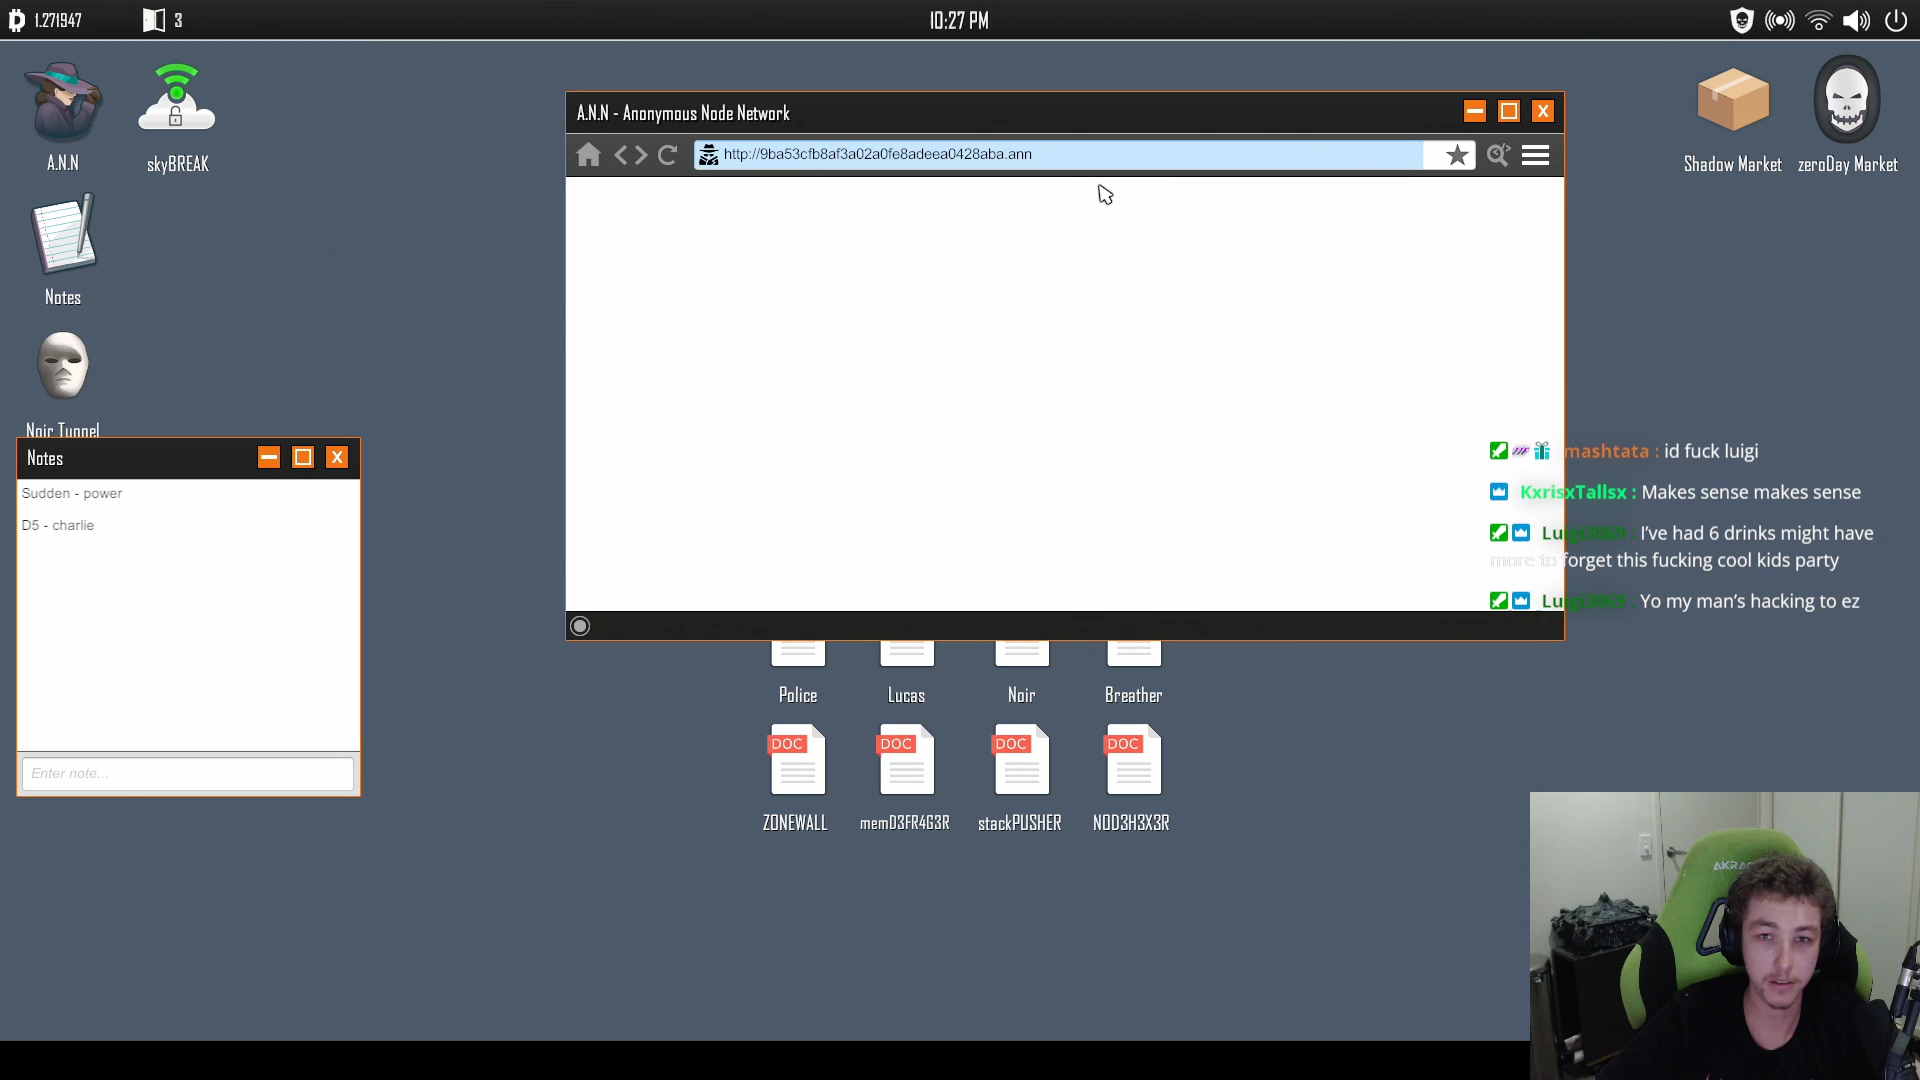 1.271947
3
10:27 PM
A.N.N
skyBREAK
Shadow Market
zeroDay Market
A.N.N - Anonymous Node Network
http://9ba53cfb8af3a02a0fe8adeea0428aba.ann
Notes
Noir Tunnel
Notes
Sudden - power
D5 - charlie
Enter note...
mashtata : id fuck luigi
KxrisxTallsx : Makes sense makes sense
: I've had 6 drinks might have
more to forget this fucking cool kids party
: Yo my man's hacking to ez
Police
Lucas
Noir
Breather
DOC
DOC
DOC
DOC
ZONEWALL
memD3FR4G3R
stackPUSHER
NOD3H3X3R
AKRA